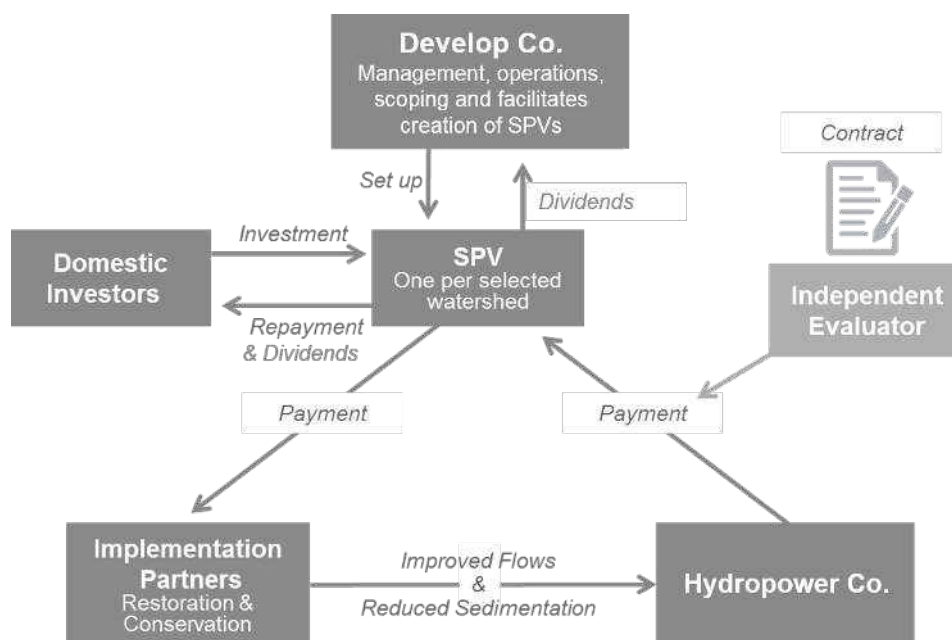 Develop Co.
Management, operations,
scoping and facilitates
creation of SPVs
Contract
Set up
Dividends
Investment
Domestic
Investors
SPV
One per selected
watershed
Independent
Evaluator
Repayment
& Dividends
Payment
Payment
Implementation
Partners
Restoration &
Conservation
Improved Flows
&
Reduced Sedimentation
Hydropower Co.